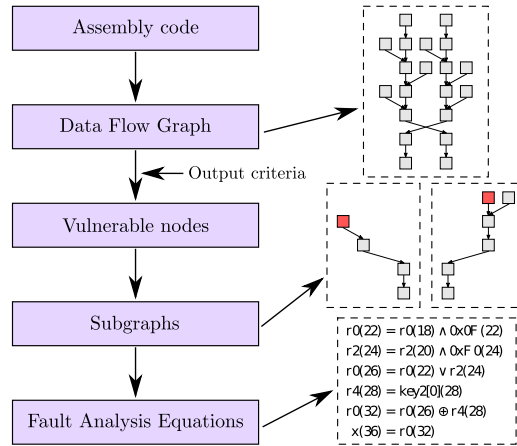 Assembly code
Data Flow Graph
Output criteria
Vulnerable nodes
Subgraphs
Fault Analysis Equations
r0(22) = r0(18) ∧ 0x0F (22)
r2(24) = r2(20) ∧ 0xF 0(24)
r0(26) = r0(22) ∨ r2(24)
r4(28) = key2[0](28)
r0(32) = r0(26) ⊕ r4(28)
x(36) = r0(32)